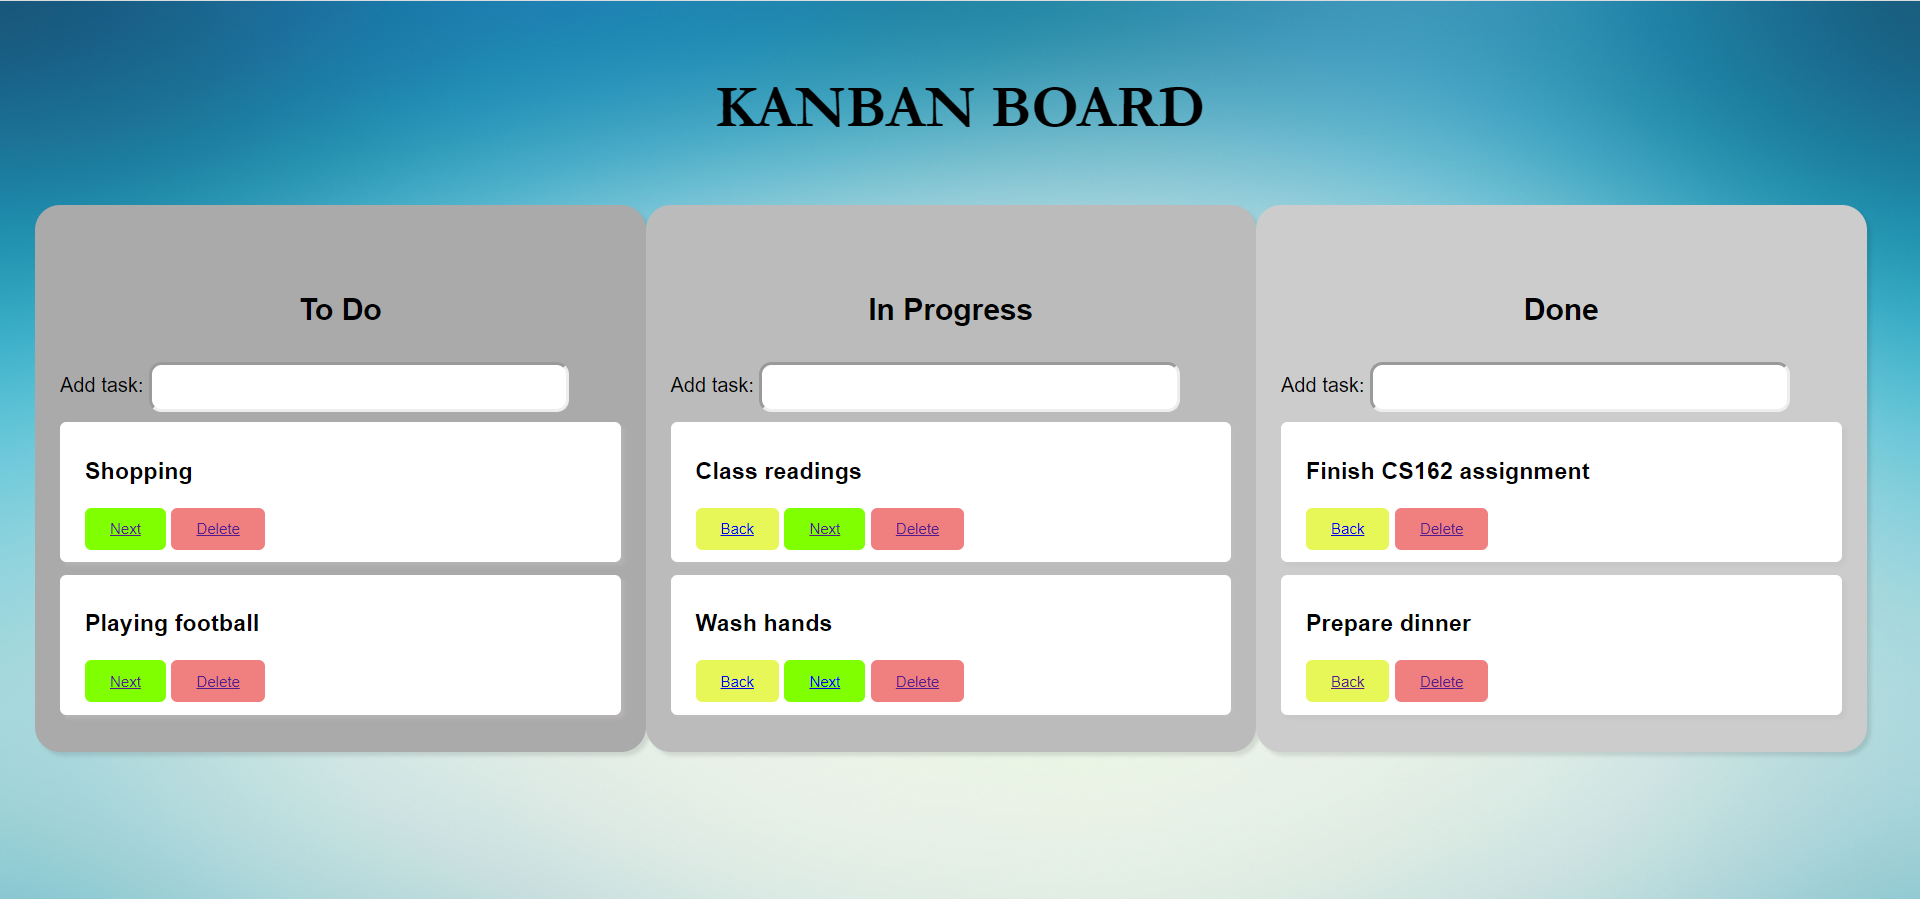 KANBAN BOARD
To Do
Add task:
Shopping
Next Delete
Playing football
Next Delete
In Progress
Add task:
Class readings
Back Next Delete
Wash hands
Back Next Delete
Done
Add task:
Finish CS162 assignment
Back Delete
Prepare dinner
Back Delete